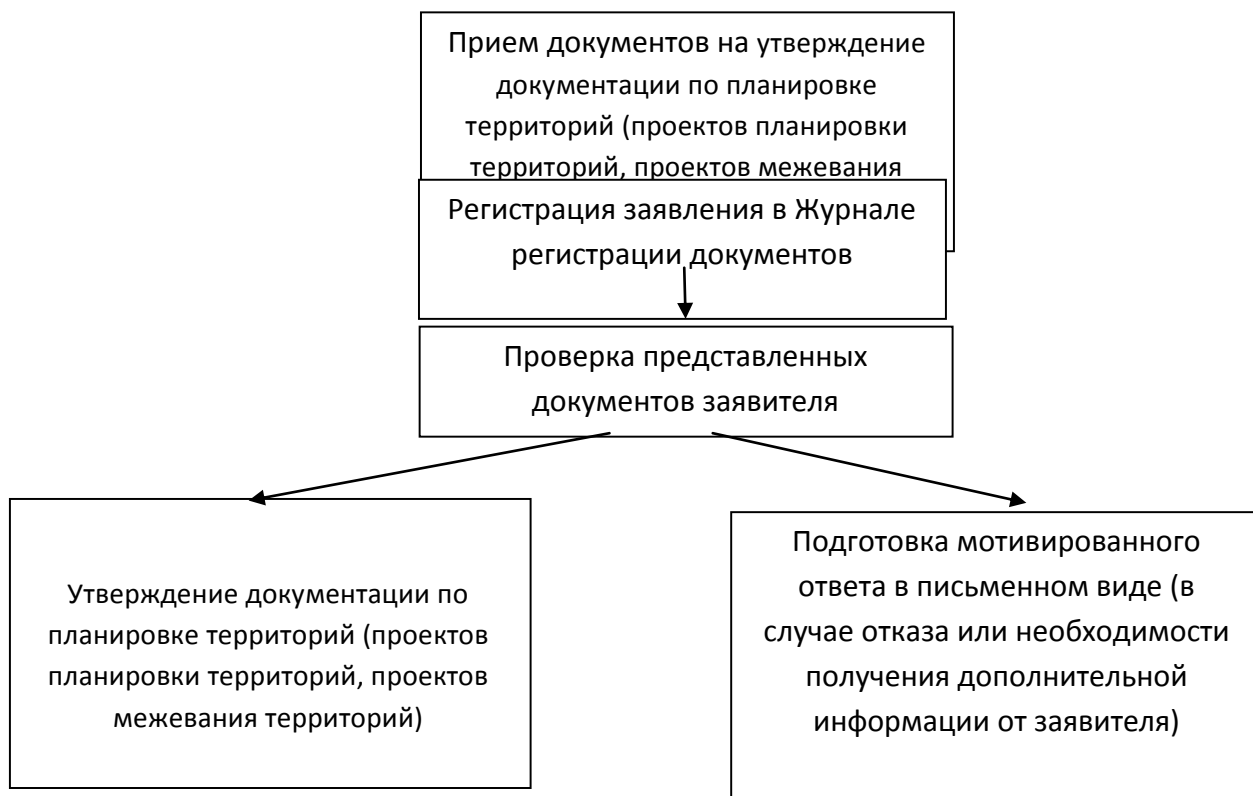 Прием документов на утверждение
документации по планировке
территорий (проектов планировки
территорий, проектов межевания
Регистрация заявления в Журнале
регистрации документов
Проверка представленных
документов заявителя
Утверждение документации по
планировке территорий (проектов
планировки территорий, проектов
межевания территорий)
Подготовка мотивированного
ответа в письменном виде (в
случае отказа или необходимости
получения дополнительной
информации от заявителя)